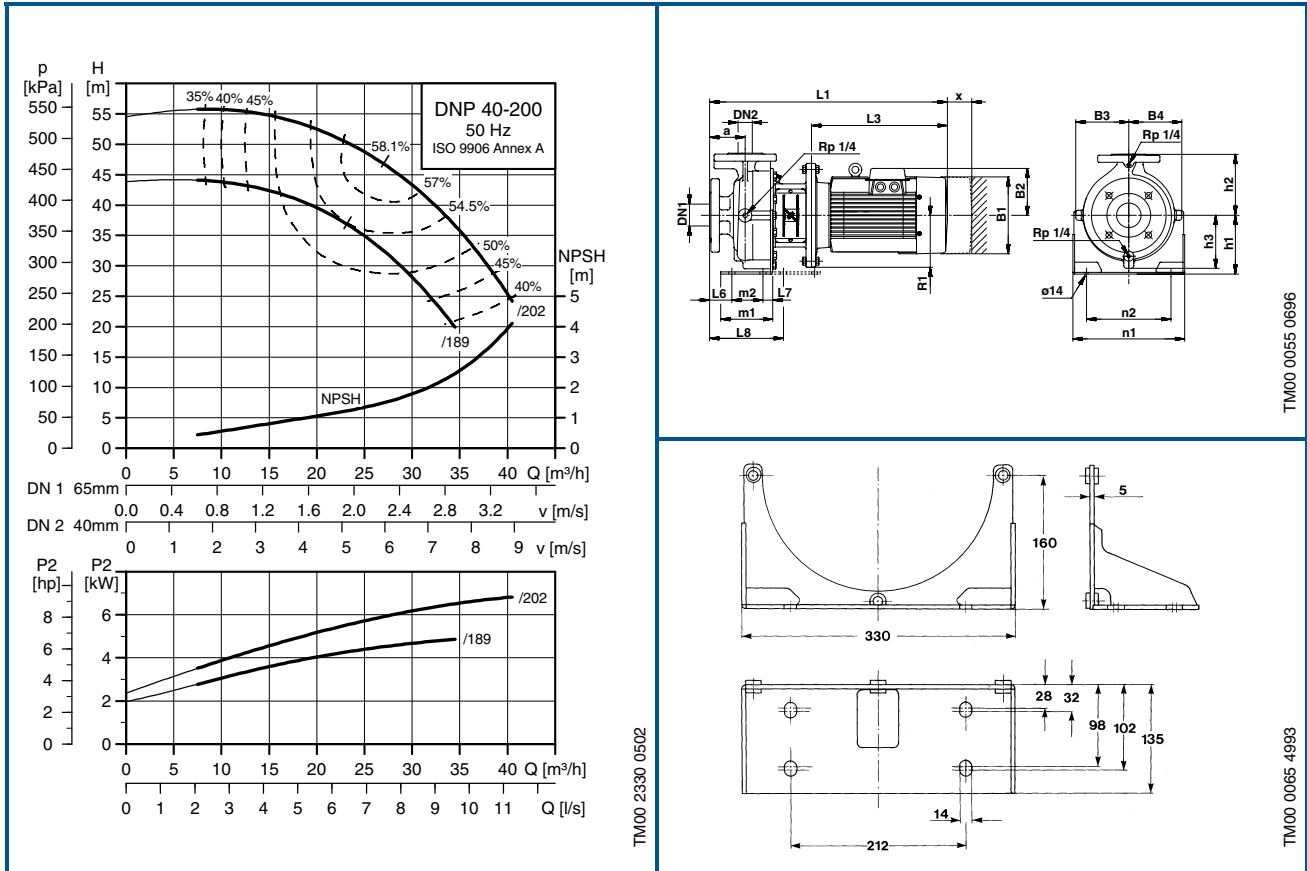 p H
[kPa] [m]
DNP 40-200
50 Hz
ISO 9906 Annex A
35% 40% 45%
58.1%
57%
54.5%
50%
45%
40%
/202
/189
NPSH
NPSH
[m]
550
500
450
400
350
300
250
200
150
100
50
0
55
50
45
40
35
30
25
20
15
10
5
0
5
4
3
2
1
0
0 5 10 15 20 25 30 35 40 Q [m³/h]
DN 1 65mm
0.0 0.4 0.8 1.2 1.6 2.0 2.4 2.8 3.2 v [m/s]
DN 2 40mm
0 1 2 3 4 5 6 7 8 9 v [m/s]
P2 P2
[hp] [kW]
8
6
4
2
0
6
4
2
0
/202
/189
0 5 10 15 20 25 30 35 40 Q [m³/h]
0 1 2 3 4 5 6 7 8 9 10 11 Q [l/s]
TM00 2330 0502
L1 x
DN2 L3
a
Rp 1/4
DN1
B1
B2
R1
L6 m2 L7
m1
L8
B3 B4
Rp 1/4
h2
Rp 1/4
h3
h1
ø14
n2
n1
TM00 0055 0696
5
160
330
28 32
98 102 135
14
212
TM00 0065 4993